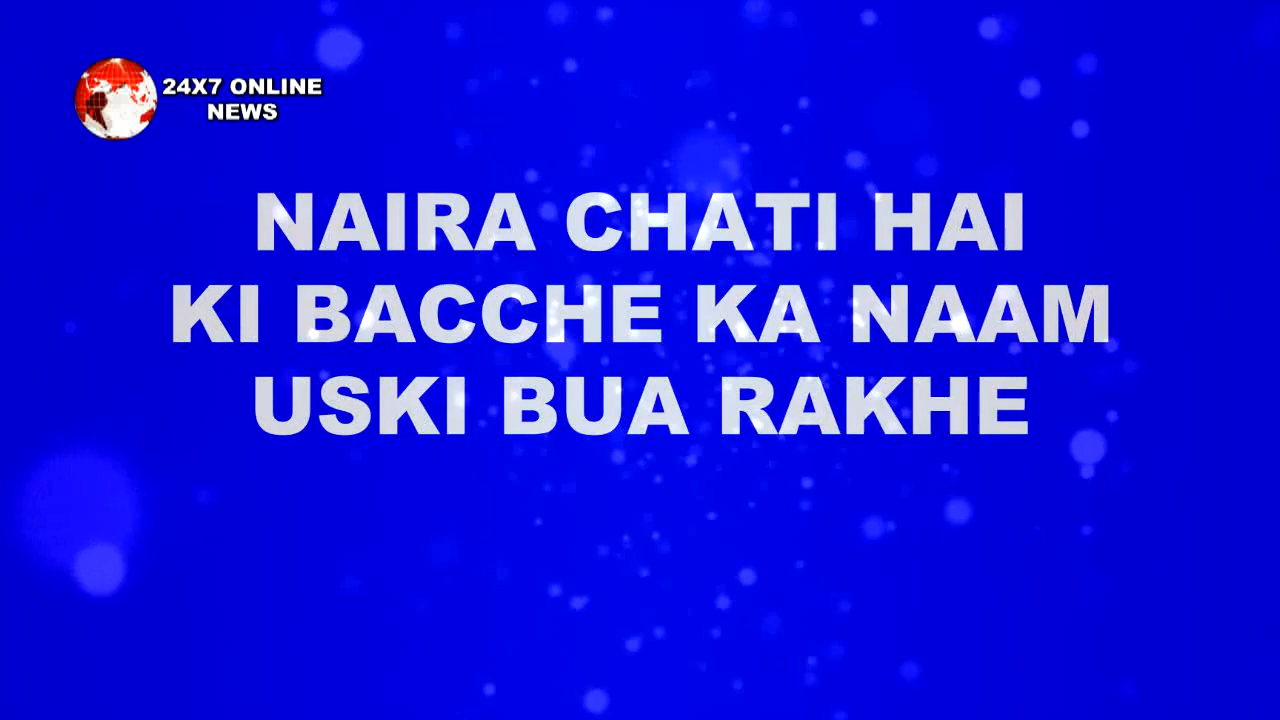 24X7 ONLINE
NEWS
NAIRA CHATI HAI
KI BACCHE KA NAAM
USKI BUA RAKHE